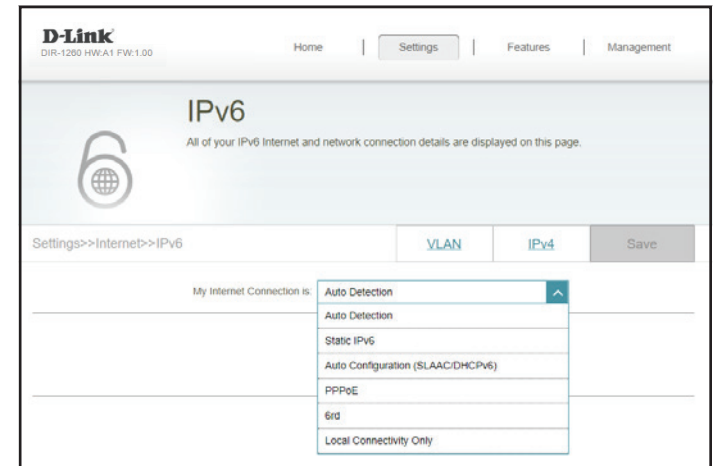 D-Link
DIR-1260 HW:A1 FW:1.00
Home | Settings | Features | Management
IPv6
All of your IPv6 Internet and network connection details are displayed on this page.
Settings>>Internet>>IPv6
VLAN
IPv4
Save
My Internet Connection is: Auto Detection
Auto Detection
Static IPv6
Auto Configuration (SLAAC/DHCPv6)
PPPoE
6rd
Local Connectivity Only